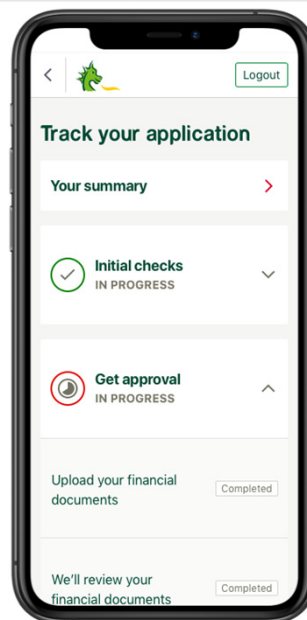 Logout
Track your application
Your summary
Initial checks
IN PROGRESS
Get approval
IN PROGRESS
Upload your financial
documents
Completed
We'll review your
financial documents
Completed